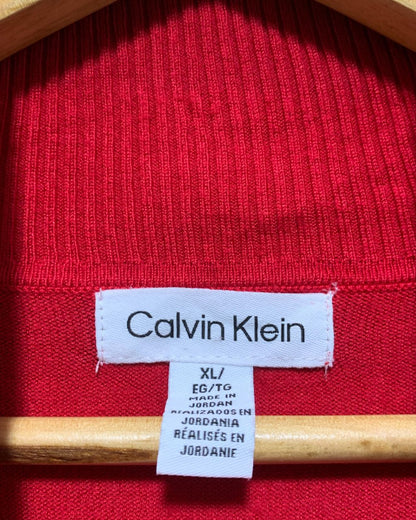 Calvin Klein
XL/
EG/TG
MADE IN
JORDAN
REALIZADOS EN
JORDANIA
RÉALISÉS EN
JORDANIE